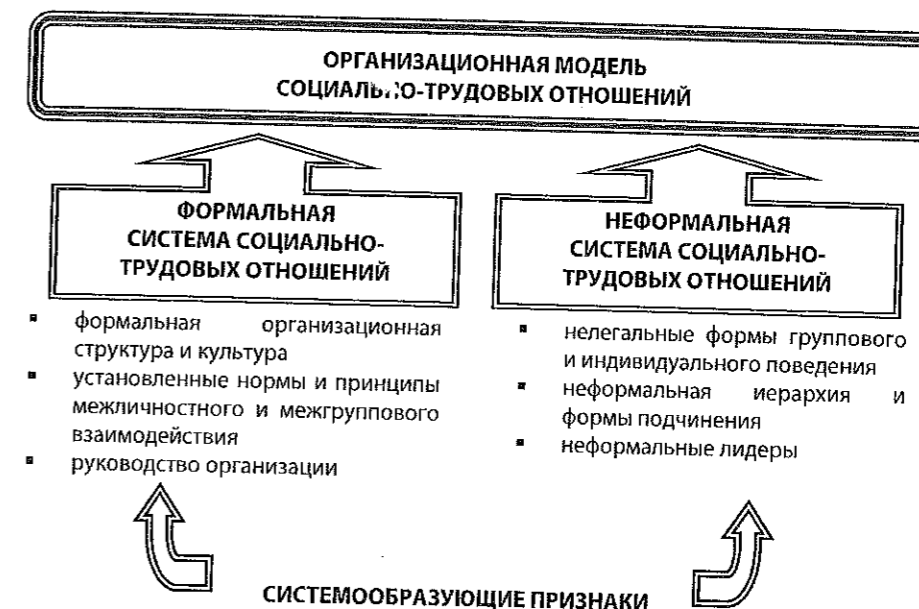 ОРГАНИЗАЦИОННАЯ МОДЕЛЬ
СОЦИАЛЬНО-ТРУДОВЫХ ОТНОШЕНИЙ
ФОРМАЛЬНАЯ
СИСТЕМА СОЦИАЛЬНО-
ТРУДОВЫХ ОТНОШЕНИЙ
▪ формальная организационная
структура и культура
▪ установленные нормы и принципы
межличностного и межгруппового
взаимодействия
▪ руководство организации
НЕФОРМАЛЬНАЯ
СИСТЕМА СОЦИАЛЬНО-
ТРУДОВЫХ ОТНОШЕНИЙ
▪ нелегальные формы группового
и индивидуального поведения
▪ неформальная иерархия и
формы подчинения
▪ неформальные лидеры
СИСТЕМООБРАЗУЮЩИЕ ПРИЗНАКИ